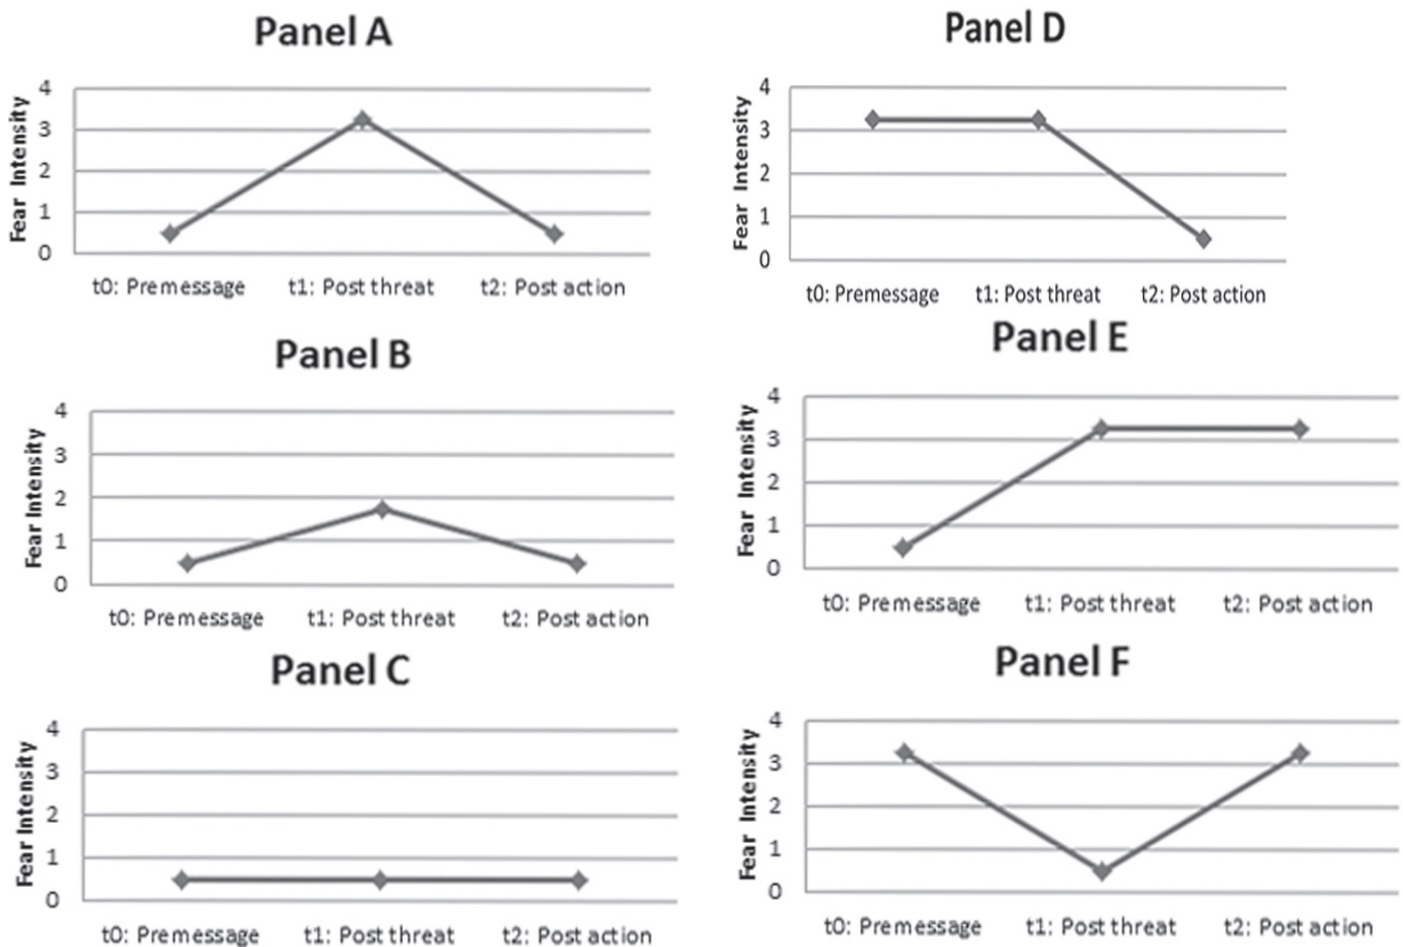 Panel A
Fear Intensity
4
3
2
1
0
t0: Premessage t1: Post threat t2: Post action
Panel B
Fear Intensity
4
3
2
1
0
t0: Premessage t1: Post threat t2: Post action
Panel C
Fear Intensity
4
3
2
1
0
t0: Premessage t1: Post threat t2: Post action
Panel D
Fear Intensity
4
3
2
1
0
t0: Premessage t1: Post threat t2: Post action
Panel E
Fear Intensity
4
3
2
1
0
t0: Premessage t1: Post threat t2: Post action
Panel F
Fear Intensity
4
3
2
1
0
t0: Premessage t1: Post threat t2: Post action